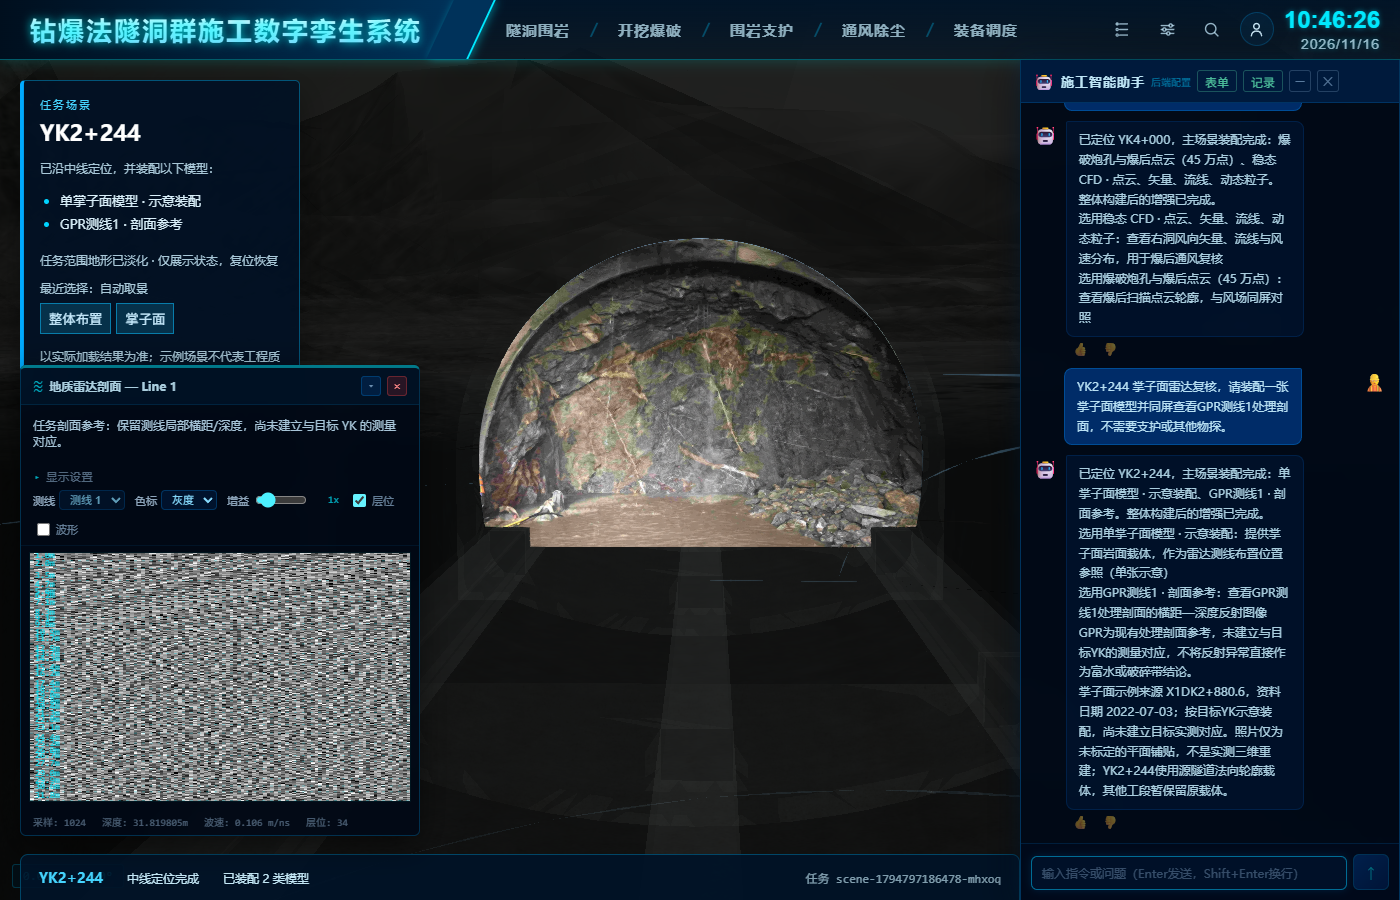 钻爆法隧洞群施工数字孪生系统
隧洞围岩 / 开挖爆破 / 围岩支护 / 通风除尘 / 装备调度
10:46:26
2026/11/16
任务场景
YK2+244
已沿中线定位，并装配以下模型：
单掌子面模型 · 示意装配
GPR测线1 · 剖面参考
任务范围地形已淡化 · 仅展示状态，复位恢复
最近选择：自动取景
整体布置 掌子面
以实际加载结果为准；示例场景不代表工程质
地质雷达剖面 — Line 1
任务剖面参考：保留测线局部横距/深度，尚未建立与目标 YK 的测量
对应。
显示设置
测线 测线 1 色标 灰度 增益 1x 层位
波形
采样: 1024 深度: 31.819805m 波速: 0.106 m/ns 层位: 34
YK2+244 中线定位完成 已装配 2 类模型
任务 scene-1794797186478-mhxoq
施工智能助手 后端配置 表单 记录
已定位 YK4+000，主场景装配完成：爆
破炮孔与爆后点云（45 万点）、稳态
CFD · 点云、矢量、流线、动态粒子。
整体构建后的增强已完成。
选用稳态 CFD · 点云、矢量、流线、动
态粒子：查看右洞风向矢量、流线与风
速分布，用于爆后通风复核
选用爆破炮孔与爆后点云（45 万点）：
查看爆后扫描点云轮廓，与风场同屏对
照
YK2+244 掌子面雷达复核，请装配一张
掌子面模型并同屏查看GPR测线1处理剖
面，不需要支护或其他物探。
已定位 YK2+244，主场景装配完成：单
掌子面模型 · 示意装配、GPR测线1 · 剖
面参考。整体构建后的增强已完成。
选用单掌子面模型 · 示意装配：提供掌
子面岩面载体，作为雷达测线布置位置
参照（单张示意）
选用GPR测线1 · 剖面参考：查看GPR测
线1处理剖面的横距—深度反射图像
GPR为现有处理剖面参考，未建立与目
标YK的测量对应，不将反射异常直接作
为富水或破碎带结论。
掌子面示例来源 X1DK2+880.6，资料
日期 2022-07-03；按目标YK示意装
配，尚未建立目标实测对应。照片仅为
未标定的平面铺贴，不是实测三维重
建；YK2+244使用源隧道法向轮廓载
体，其他工段暂保留原载体。
输入指令或问题（Enter发送，Shift+Enter换行）